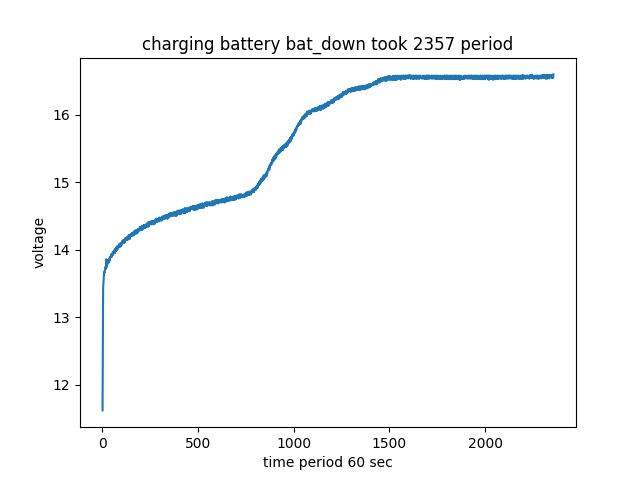 charging battery bat_down took 2357 period
16
15
14
13
12
voltage
0 500 1000 1500 2000
time period 60 sec